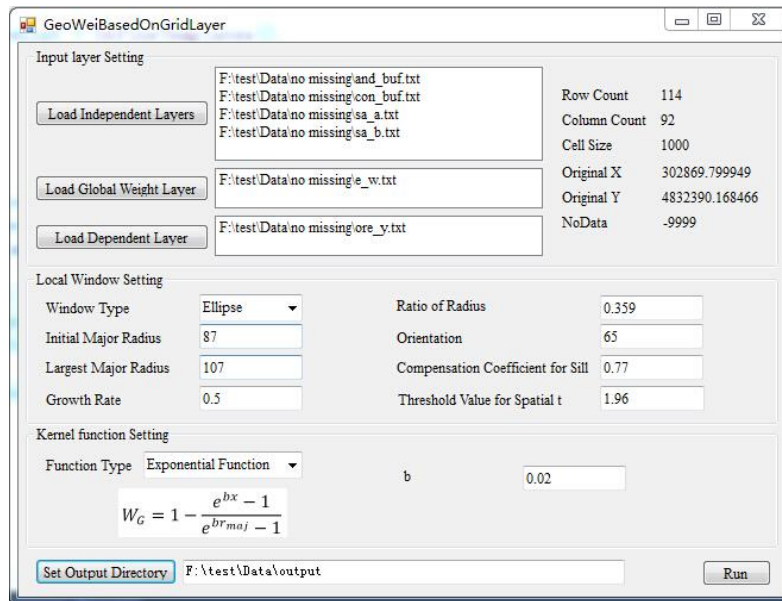 GeoWeiBasedOnGridLayer
Input layer Setting
Load Independent Layers
F:\test\Data\no missing\and_buf.txt
F:\test\Data\no missing\con_buf.txt
F:\test\Data\no missing\sa_a.txt
F:\test\Data\no missing\sa_b.txt
Load Global Weight Layer
F:\test\Data\no missing\e_w.txt
Load Dependent Layer
F:\test\Data\no missing\ore_y.txt
Row Count 114
Column Count 92
Cell Size 1000
Original X 302869.799949
Original Y 4832390.168466
NoData -9999
Local Window Setting
Window Type Ellipse
Ratio of Radius 0.359
Initial Major Radius 87
Orientation 65
Largest Major Radius 107
Compensation Coefficient for Sill 0.77
Growth Rate 0.5
Threshold Value for Spatial t 1.96
Kernel function Setting
Function Type Exponential Function
b 0.02
W_G = 1 - (e^{bx} - 1)/(e^{br_{maj}} - 1)
Set Output Directory F:\test\Data\output
Run